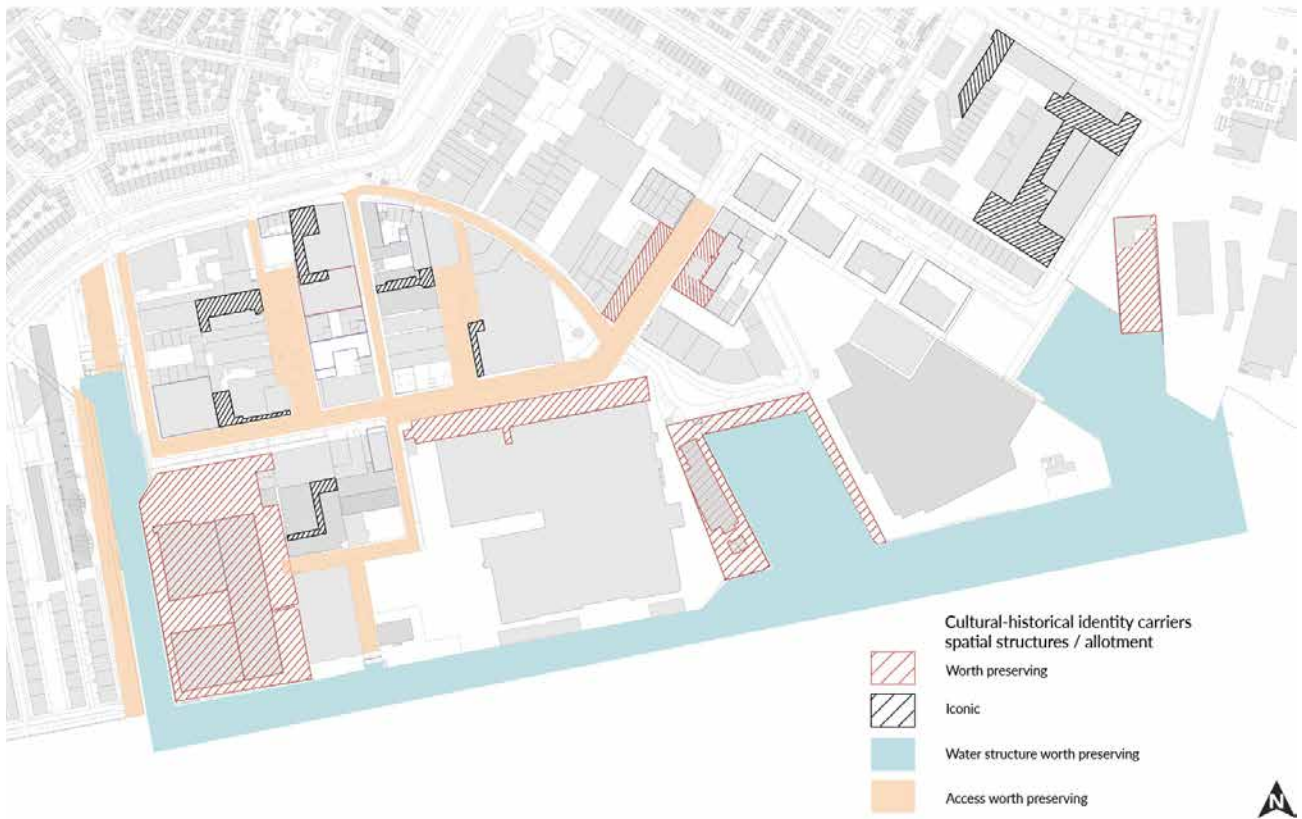 Cultural-historical identity carriers
spatial structures / allotment
Worth preserving
Iconic
Water structure worth preserving
Access worth preserving
N